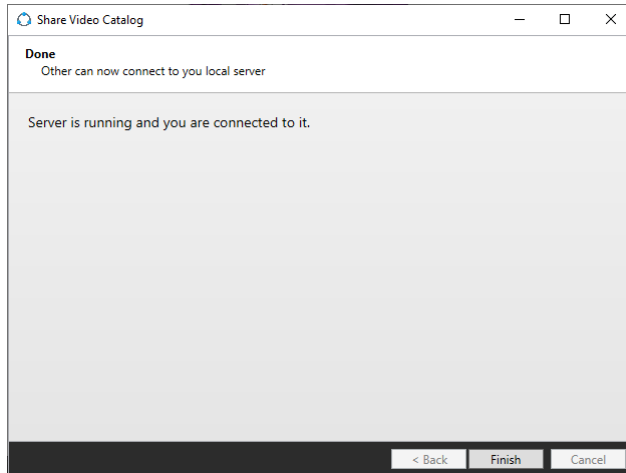 Share Video Catalog
Done
Other can now connect to you local server
Server is running and you are connected to it.
< Back Finish Cancel